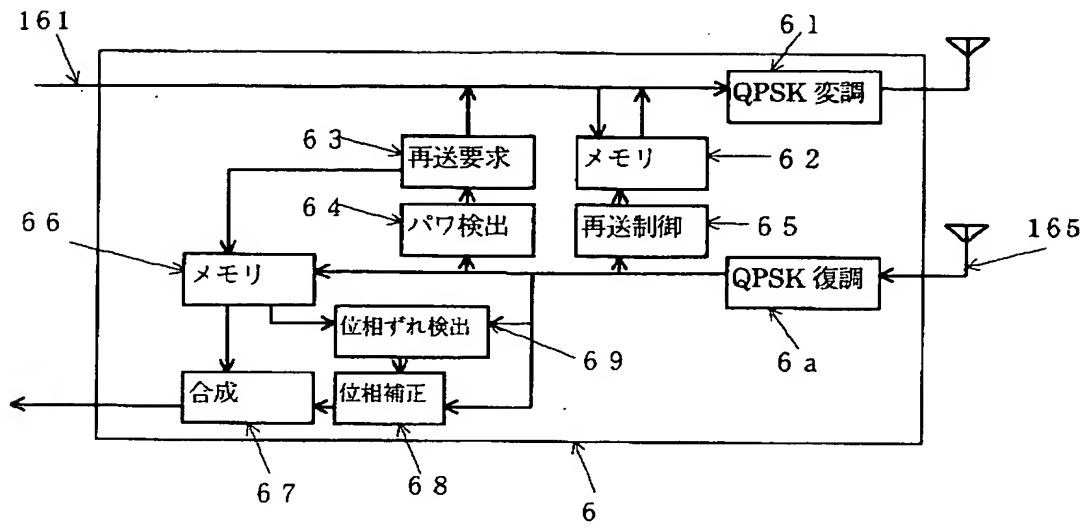 161
61
QPSK 変調
63
再送要求
メモリ
62
64
パワ検出
再送制御
65
66
165
メモリ
QPSK 復調
位相ずれ検出
69
6a
合成
位相補正
67
68
6